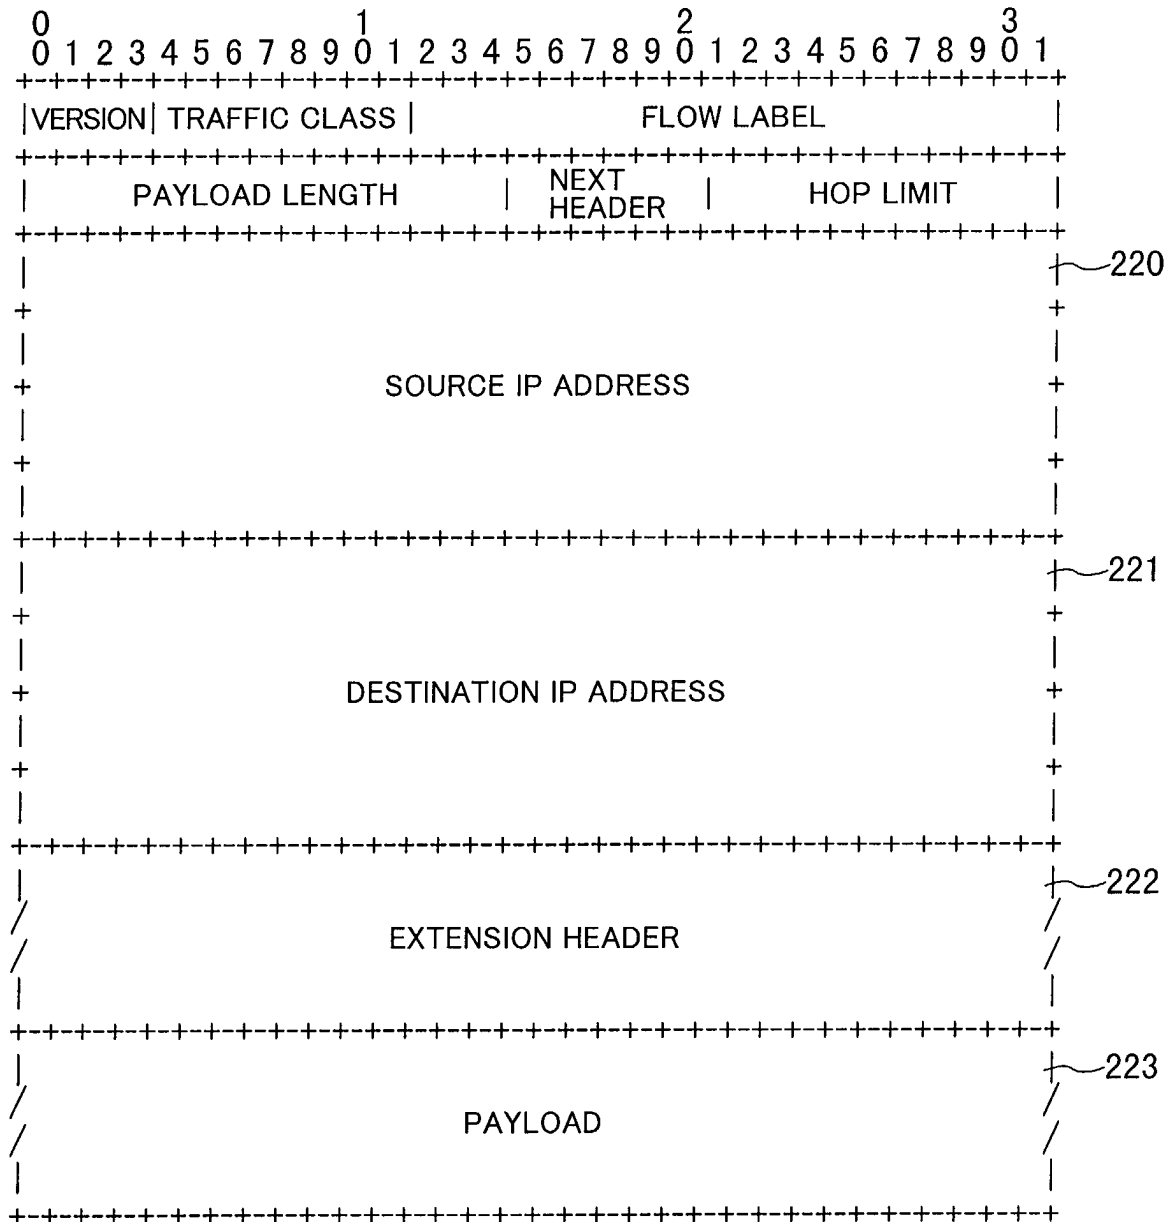 0 1 2 3
0 1 2 3 4 5 6 7 8 9 0 1 2 3 4 5 6 7 8 9 0 1 2 3 4 5 6 7 8 9 0 1
+-+-+-+-+-+-+-+-+-+-+-+-+-+-+-+-+-+-+-+-+-+-+-+-+-+-+-+-+-+-+-+-+
|VERSION| TRAFFIC CLASS | FLOW LABEL |
+-+-+-+-+-+-+-+-+-+-+-+-+-+-+-+-+-+-+-+-+-+-+-+-+-+-+-+-+-+-+-+-+
| PAYLOAD LENGTH | NEXT HEADER | HOP LIMIT |
+-+-+-+-+-+-+-+-+-+-+-+-+-+-+-+-+-+-+-+-+-+-+-+-+-+-+-+-+-+-+-+-+
220
SOURCE IP ADDRESS
+-+-+-+-+-+-+-+-+-+-+-+-+-+-+-+-+-+-+-+-+-+-+-+-+-+-+-+-+-+-+-+-+
221
DESTINATION IP ADDRESS
+-+-+-+-+-+-+-+-+-+-+-+-+-+-+-+-+-+-+-+-+-+-+-+-+-+-+-+-+-+-+-+-+
222
EXTENSION HEADER
+-+-+-+-+-+-+-+-+-+-+-+-+-+-+-+-+-+-+-+-+-+-+-+-+-+-+-+-+-+-+-+-+
223
PAYLOAD
+-+-+-+-+-+-+-+-+-+-+-+-+-+-+-+-+-+-+-+-+-+-+-+-+-+-+-+-+-+-+-+-+